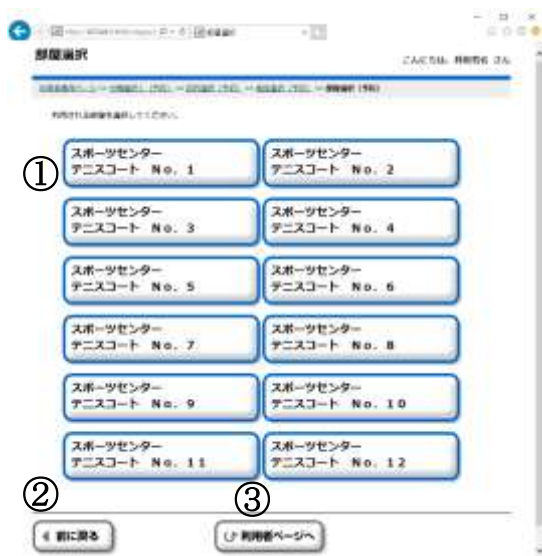 部屋選択
部屋選択
こんにちは、利用者名 さん
部屋選択 (予約)
利用される部屋を選択してください。
①
スポーツセンター
テニスコート No. 1
スポーツセンター
テニスコート No. 2
スポーツセンター
テニスコート No. 3
スポーツセンター
テニスコート No. 4
スポーツセンター
テニスコート No. 5
スポーツセンター
テニスコート No. 6
スポーツセンター
テニスコート No. 7
スポーツセンター
テニスコート No. 8
スポーツセンター
テニスコート No. 9
スポーツセンター
テニスコート No. 10
スポーツセンター
テニスコート No. 11
スポーツセンター
テニスコート No. 12
②
③
前に戻る
利用者ページへ